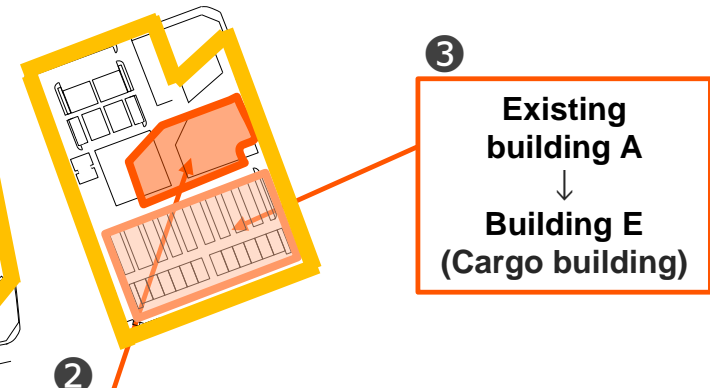 ❸
Existing
building A
↓
Building E
(Cargo building)
❷